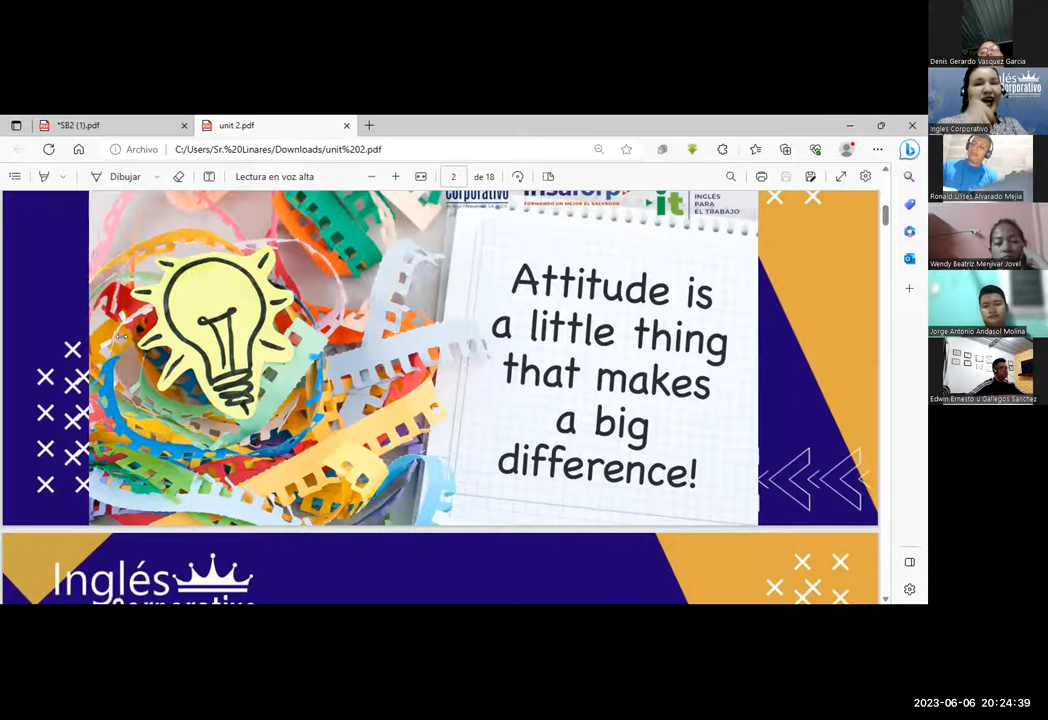 *SB2 (1).pdf
unit 2.pdf
Archivo
C:/Users/Sr.%20Linares/Downloads/unit%202.pdf
Dibujar
Lectura en voz alta
2
de 18
Corporativo
Insaforp
FORMANDO UN MEJOR EL SALVADOR
it
INGLÉS
PARA
EL TRABAJO
Attitude is
a little thing
that makes
a big
difference!
Inglés
Corporativo
Denis Gerardo Vasquez Garcia
Inglés Corporativo
Ronald Ulises Alvarado Mejia
Wendy Beatriz Menjivar Jovel
Jorge Antonio Andasol Molina
Edwin Ernesto u Gallegos Sanchez
2023-06-06 20:24:39